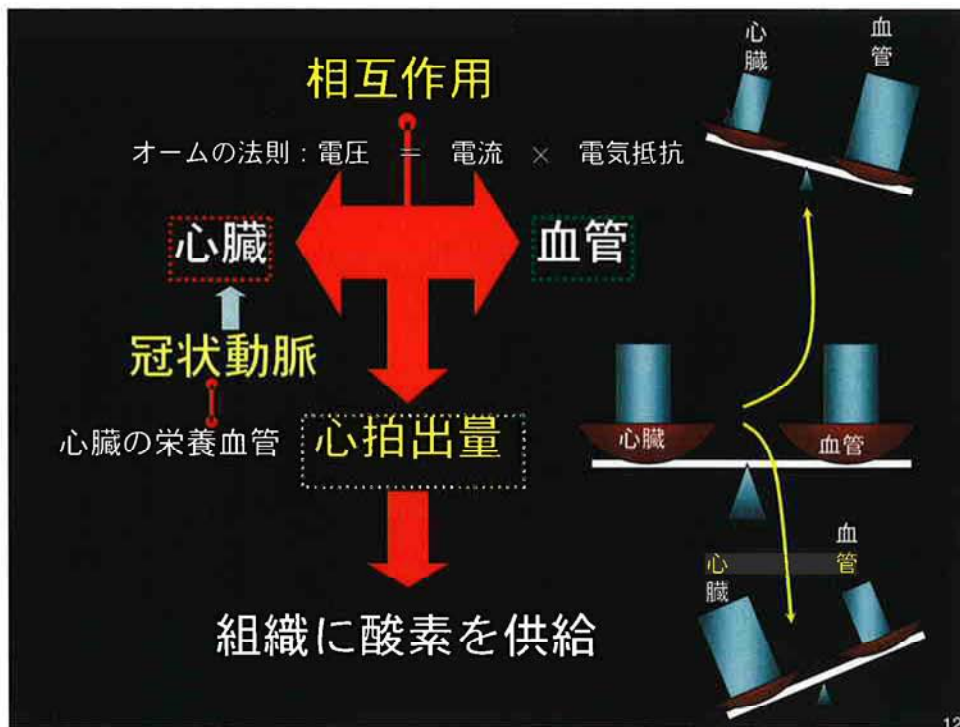 相互作用
オームの法則：電圧 ＝ 電流 × 電気抵抗
心臓
血管
冠状動脈
心臓の栄養血管
心拍出量
組織に酸素を供給
心臓
血管
心臓
血管
心臓
血管
12